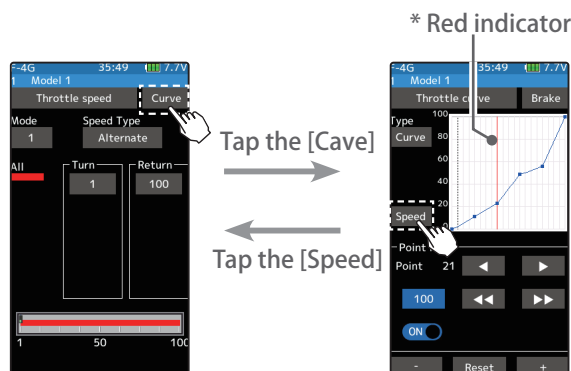 * Red indicator
F-4G 35:49 7.7V
1 Model 1
Throttle speed Curve
Mode Speed Type
1 Alternate
All
Turn Return
1 100
1 50 100
Tap the [Cave]
Tap the [Speed]
F-4G 35:49 7.7V
1 Model 1
Throttle curve Brake
Type
Curve
100
80
60
40
20
0
Speed
Point
Point 21
100
ON
- Reset +